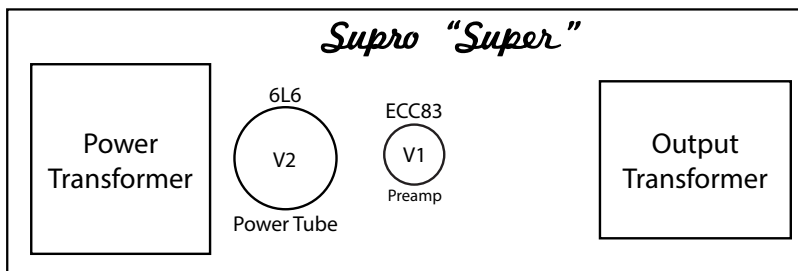 Supro “Super”
Power
Transformer
6L6
V2
Power Tube
ECC83
V1
Preamp
Output
Transformer